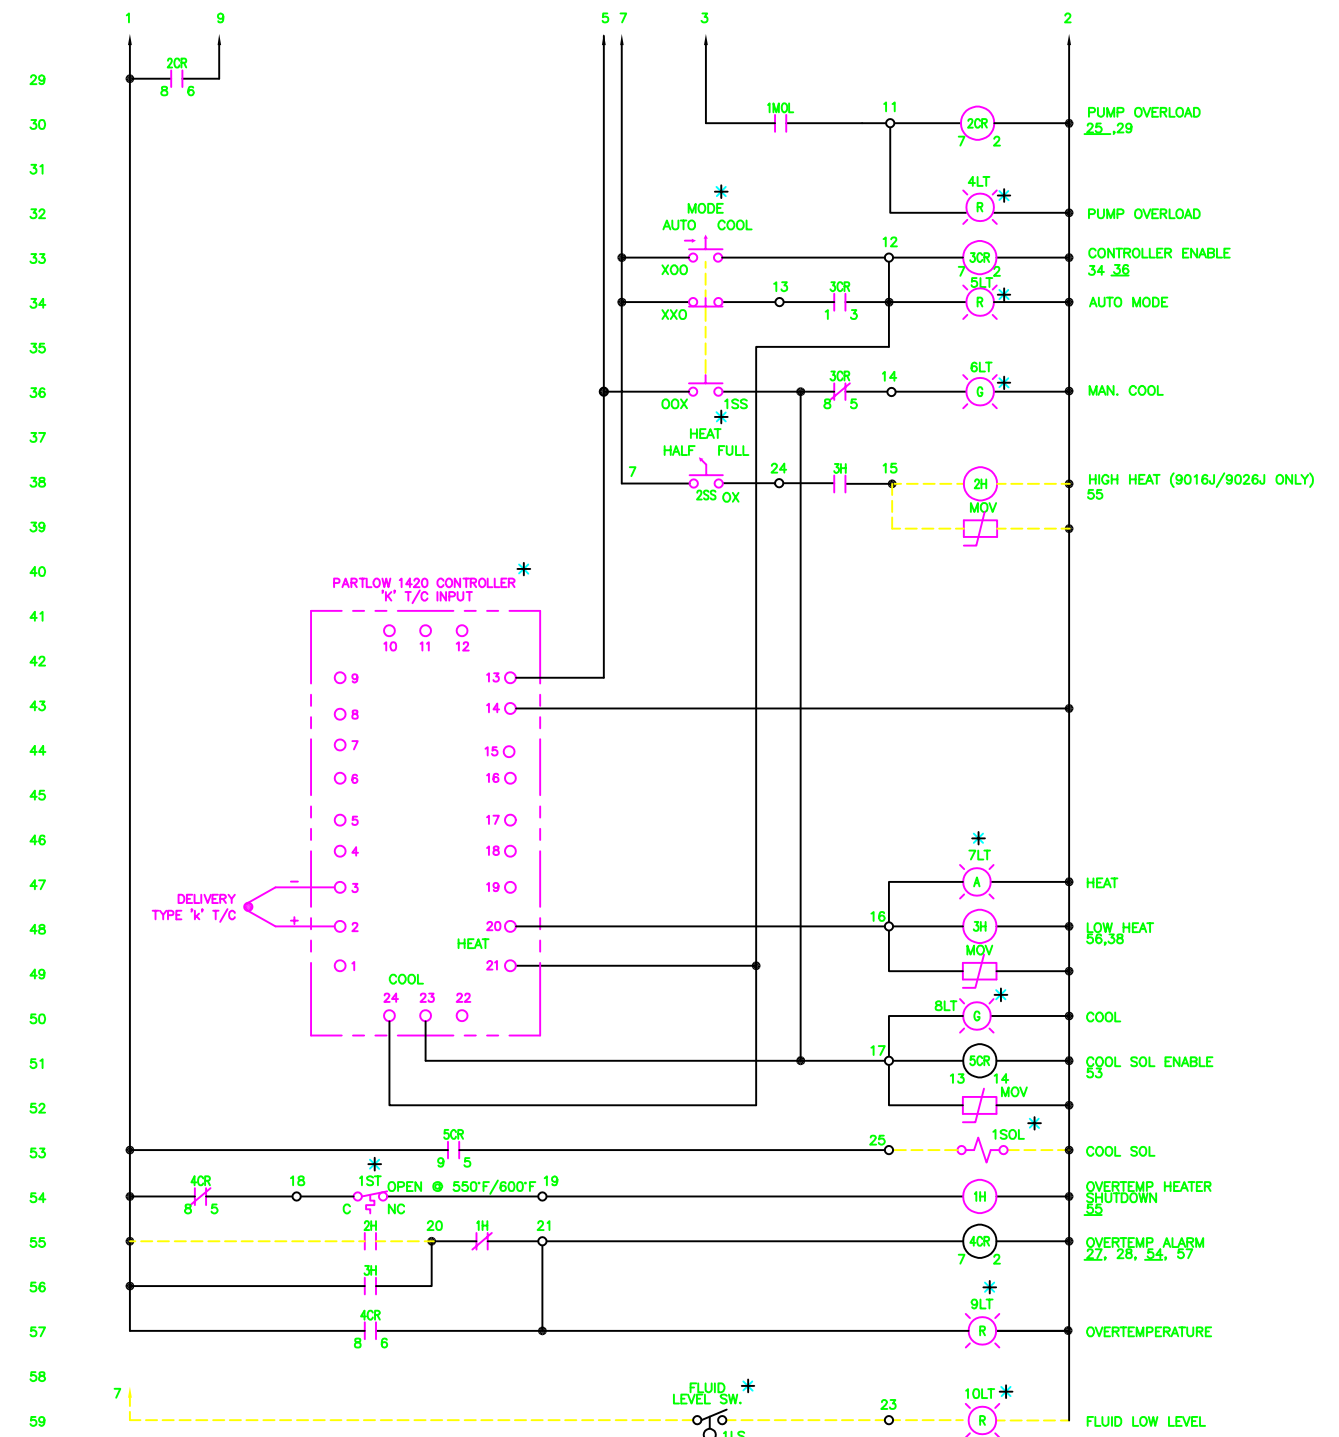 1 9 5 7 3 2
29 2CR
8 6
30 1MOL 11 2CR PUMP OVERLOAD
7 2 25 ,29
31
4LT
32 R PUMP OVERLOAD
MODE
AUTO COOL
33 XOO 12 3CR CONTROLLER ENABLE
7 2 34 36
5LT
34 XXO 13 3CR R AUTO MODE
1 3
35
6LT
36 OOX 1SS 3CR 14 G MAN. COOL
8 5
37 HEAT
HALF FULL
38 7 2SS OX 24 3H 15 2H HIGH HEAT (9016J/9026J ONLY)
55
39 MOV
40
PARTLOW 1420 CONTROLLER
'K' T/C INPUT
41
10 11 12
42
9 13
43
8 14
44
7 15
6 16
45
5 17
46
4 18
7LT
47 3 19 A HEAT
− +
DELIVERY
TYPE 'k' T/C
48 2 20 16 3H LOW HEAT
56,38
HEAT
49 1 21 MOV
COOL
24 23 22
50 8LT G COOL
51 17 5CR COOL SOL ENABLE
13 14 53
52 MOV
53 5CR 25 1SOL COOL SOL
9 5
54 4CR 18 1ST OPEN @ 550°F/600°F 19 1H OVERTEMP HEATER
SHUTDOWN
8 5 C NC 55
55 2H 20 1H 21 4CR OVERTEMP ALARM
7 2 27, 28, 54, 57
56 3H
9LT
57 4CR R OVERTEMPERATURE
8 6
58
7
FLUID
LEVEL SW.
59 1LS 23 10LT R FLUID LOW LEVEL